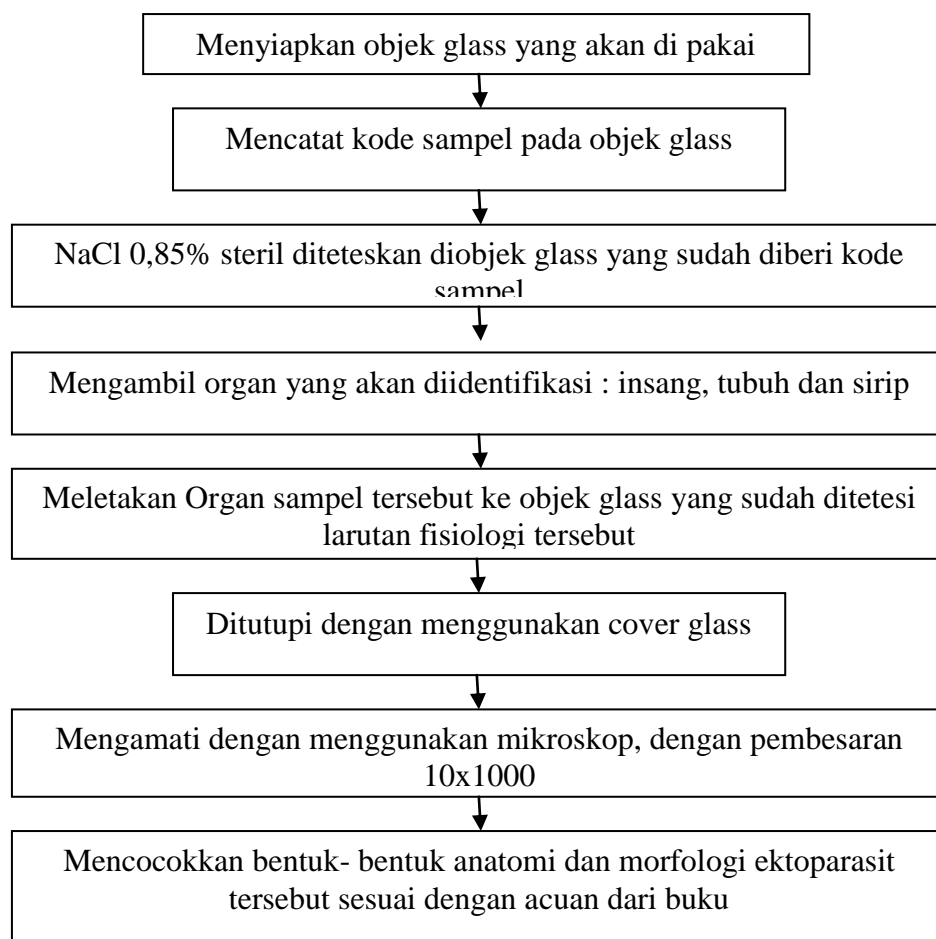 Menyiapkan objek glass yang akan di pakai
Mencatat kode sampel pada objek glass
NaCl 0,85% steril diteteskan diobjek glass yang sudah diberi kode
sampel
Mengambil organ yang akan diidentifikasi : insang, tubuh dan sirip
Meletakan Organ sampel tersebut ke objek glass yang sudah ditetesi
larutan fisiologi tersebut
Ditutupi dengan menggunakan cover glass
Mengamati dengan menggunakan mikroskop, dengan pembesaran
10x1000
Mencocokkan bentuk- bentuk anatomi dan morfologi ektoparasit
tersebut sesuai dengan acuan dari buku